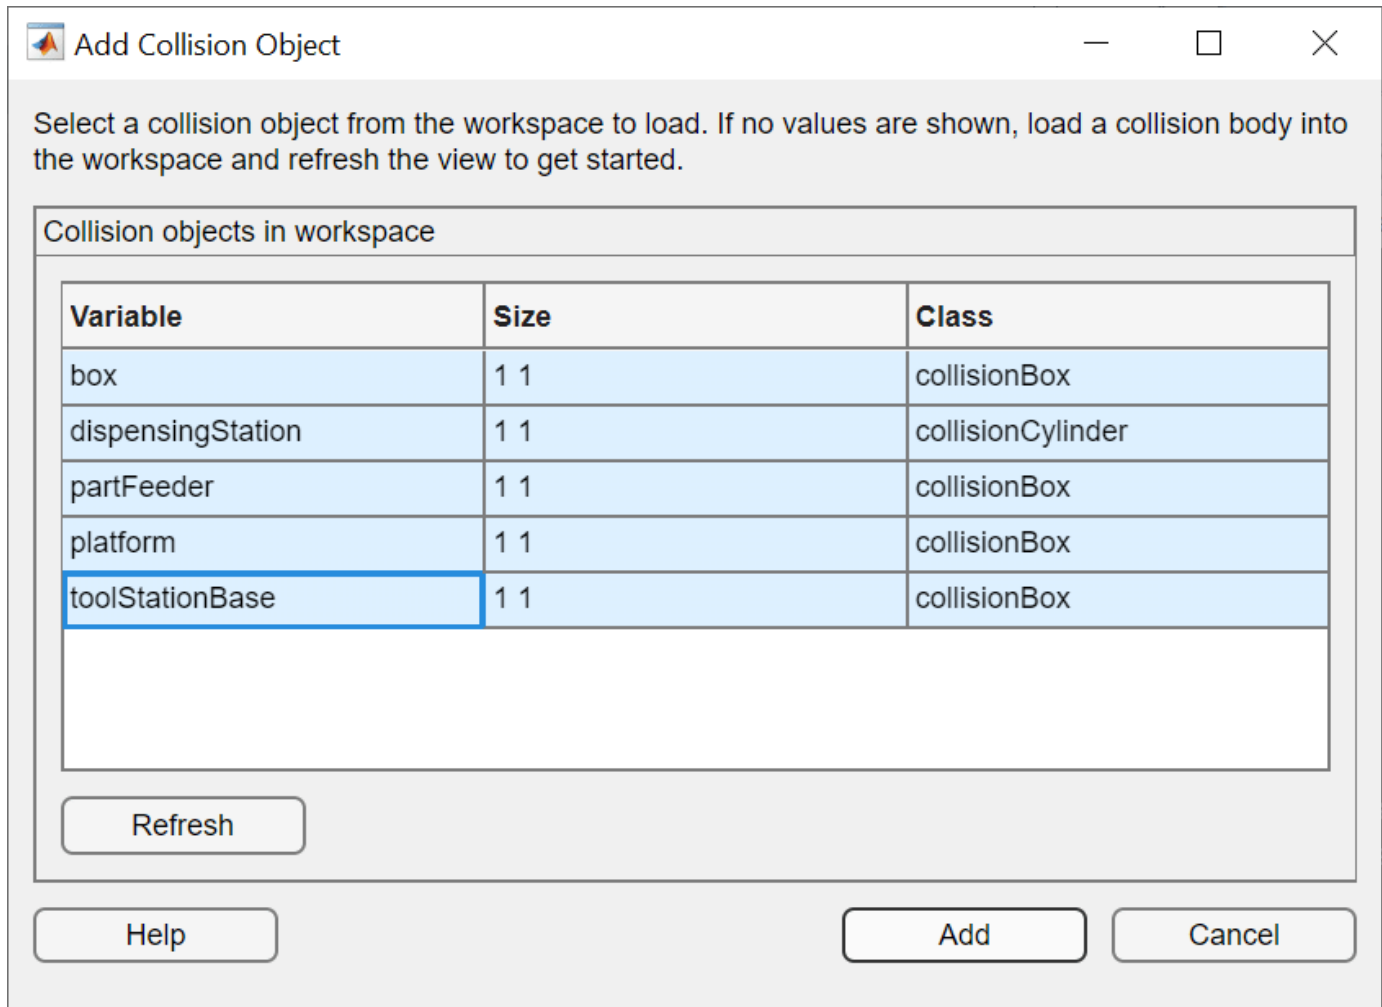 Add Collision Object
Select a collision object from the workspace to load. If no values are shown, load a collision body into
the workspace and refresh the view to get started.
Collision objects in workspace
Variable Size Class
box 1 1 collisionBox
dispensingStation 1 1 collisionCylinder
partFeeder 1 1 collisionBox
platform 1 1 collisionBox
toolStationBase 1 1 collisionBox
Refresh
Help Add Cancel